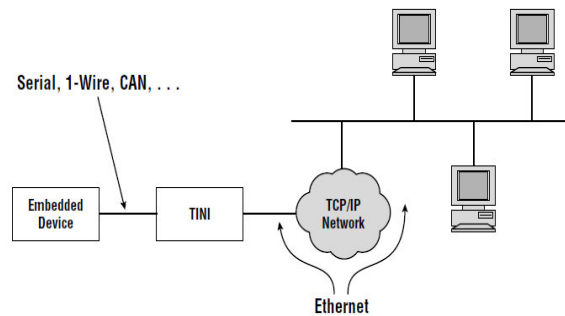 Serial, 1-Wire, CAN, . . .
Embedded
Device
TINI
TCP/IP
Network
Ethernet